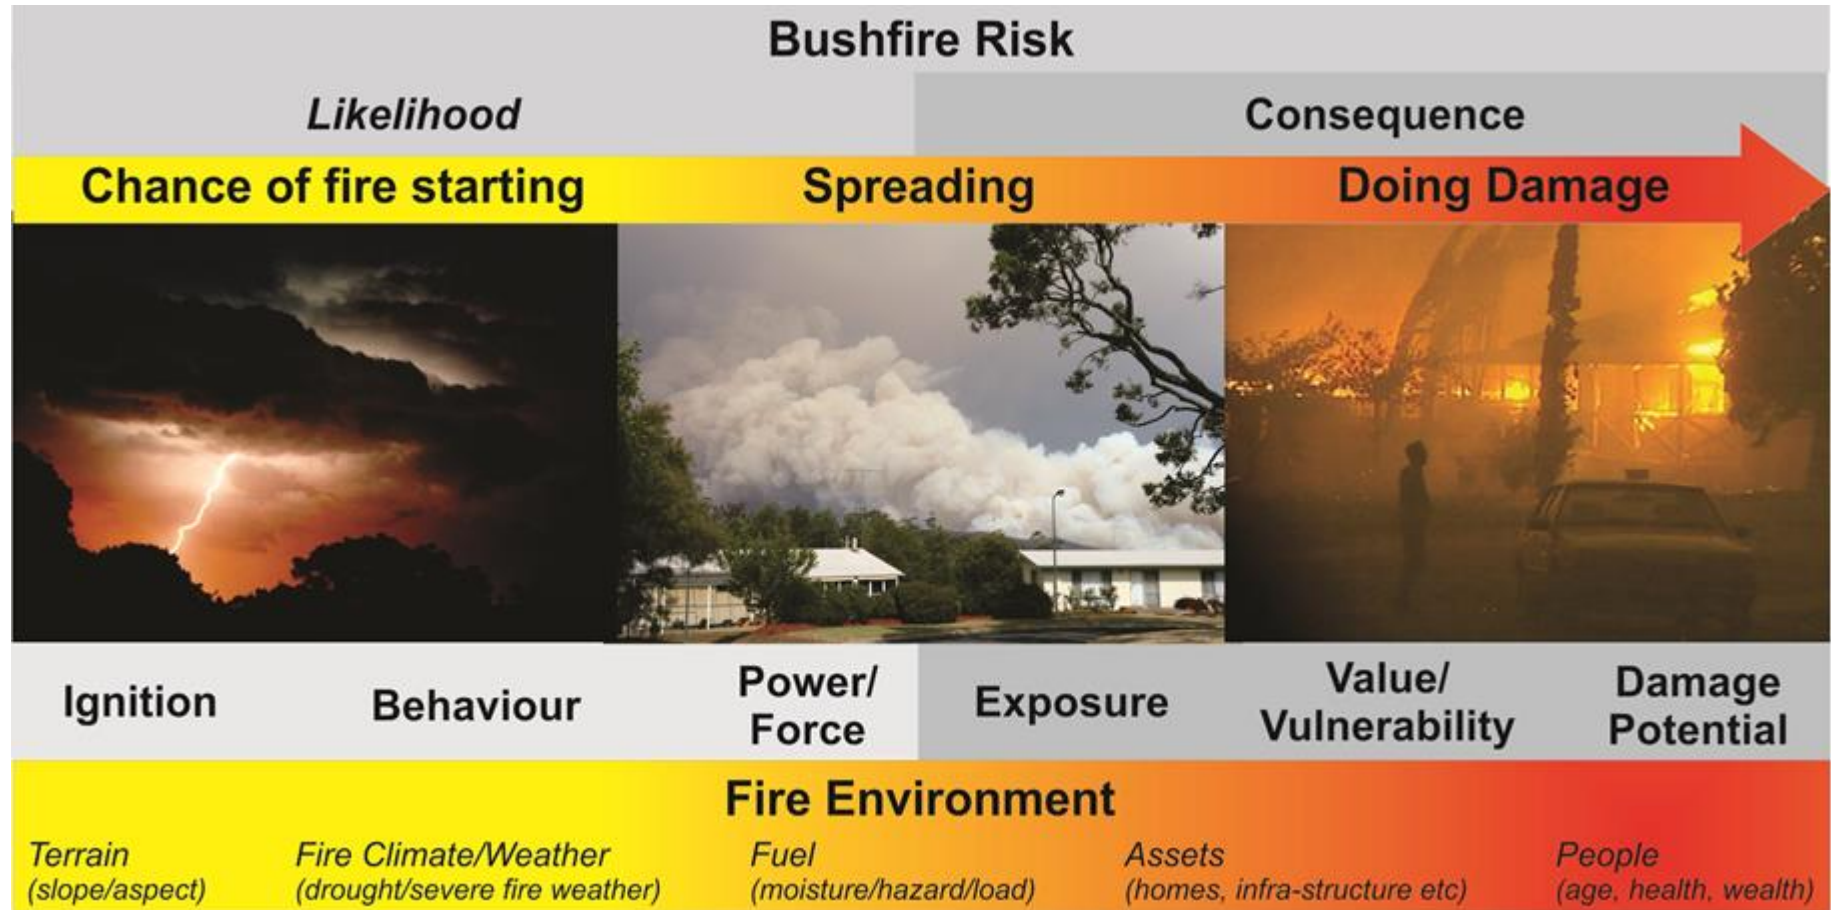 Bushfire Risk
Likelihood
Consequence
Chance of fire starting
Spreading
Doing Damage
Ignition
Behaviour
Power/
Force
Exposure
Value/
Vulnerability
Damage
Potential
Fire Environment
Terrain
(slope/aspect)
Fire Climate/Weather
(drought/severe fire weather)
Fuel
(moisture/hazard/load)
Assets
(homes, infra-structure etc)
People
(age, health, wealth)